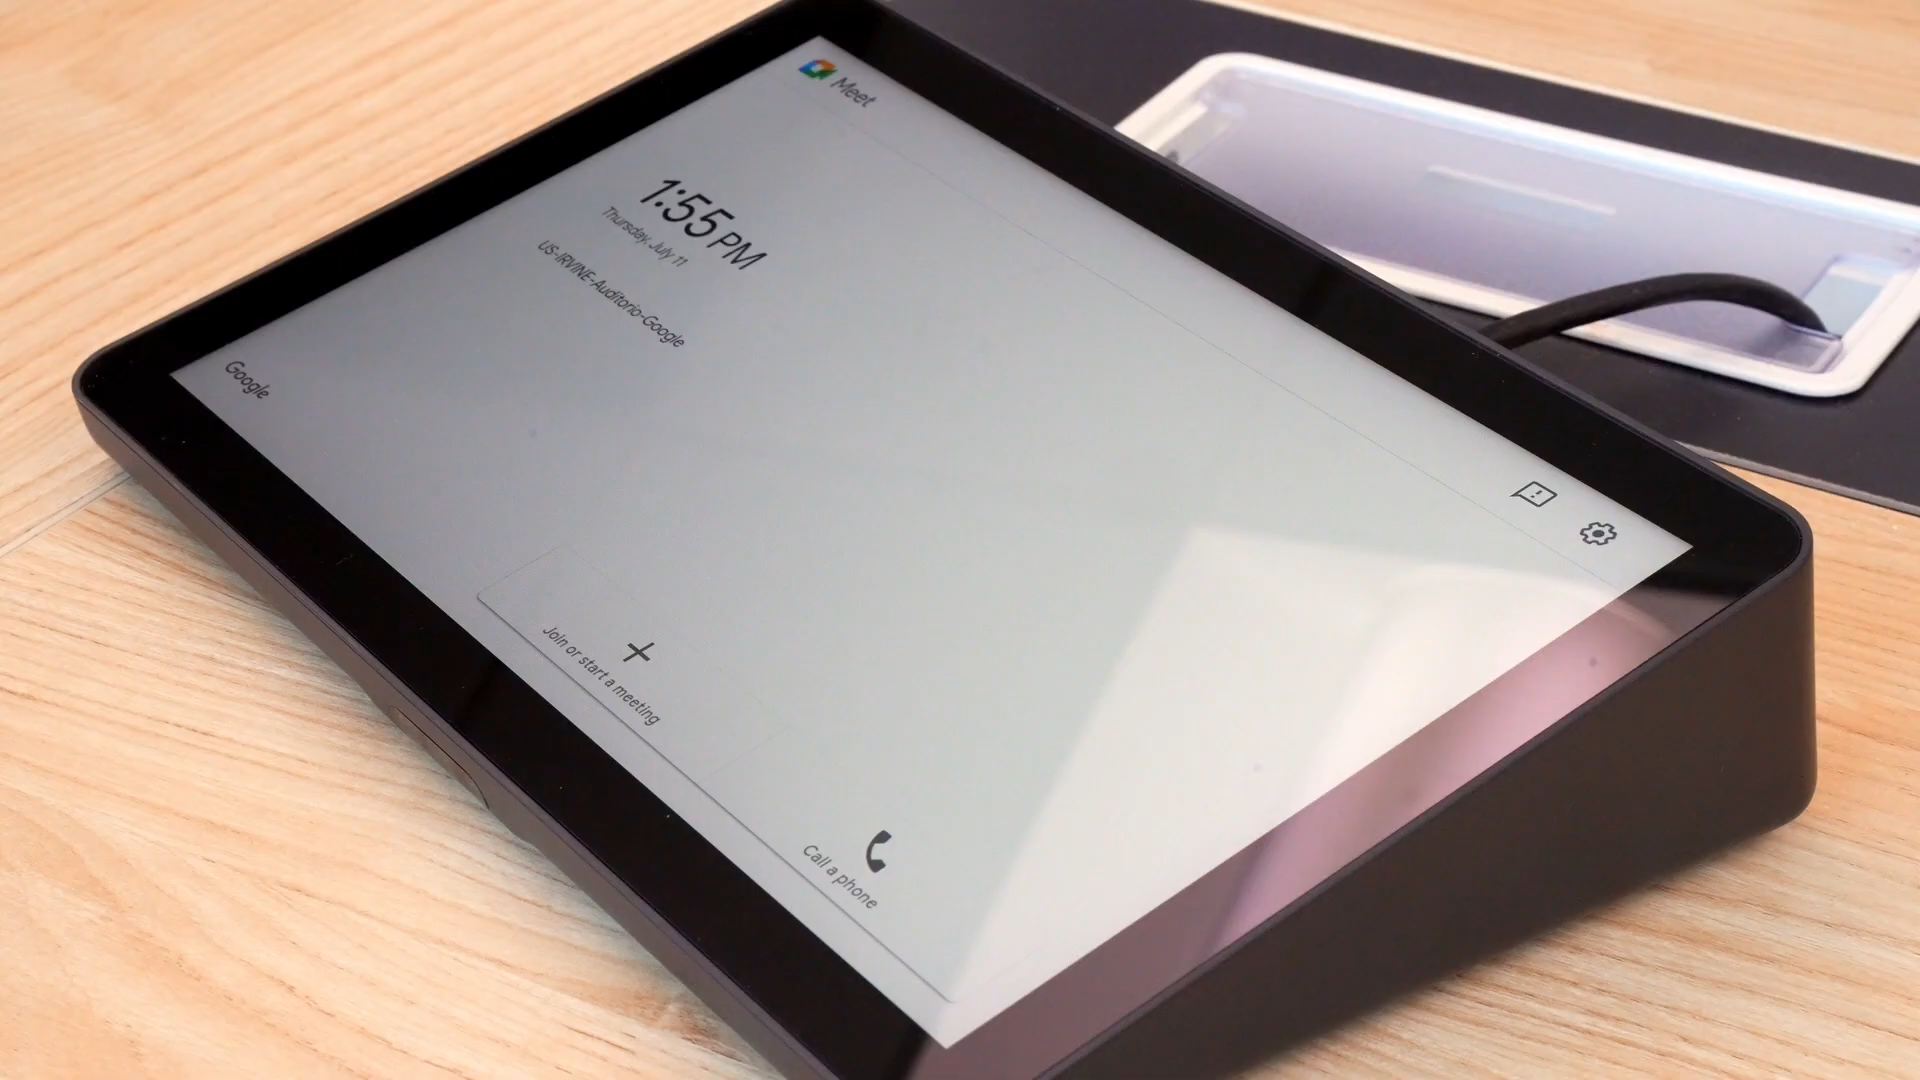 Meet
1:55 PM
Thursday, July 11
US-IRVINE-Auditorio-Google
Google
Join or start a meeting
Call a phone